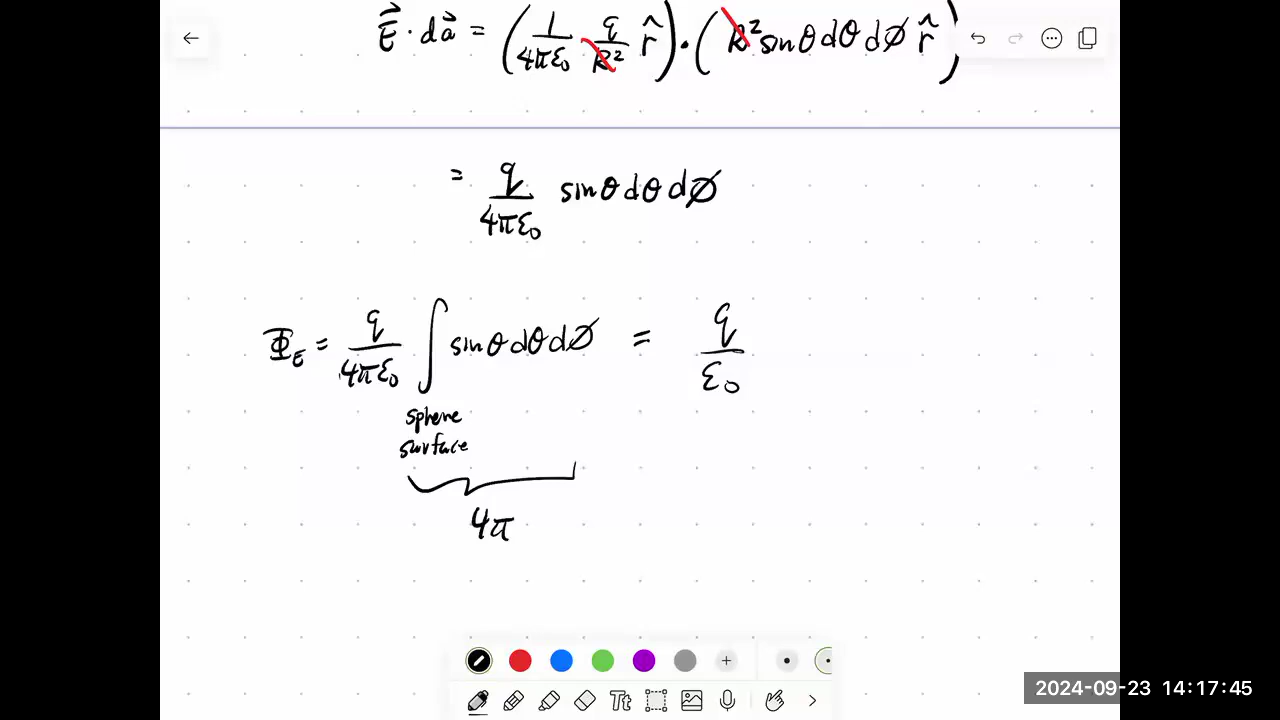 E⃗ · da⃗ = ( 1/4πε₀ q/R² r̂ ) · ( R² sinθ dθ dϕ r̂ )
= q/4πε₀ sinθ dθ dϕ
Φ_E = q/4πε₀ ∫ sinθ dθ dϕ = q/ε₀
sphere
surface
4π
Tt
2024-09-23 14:17:45